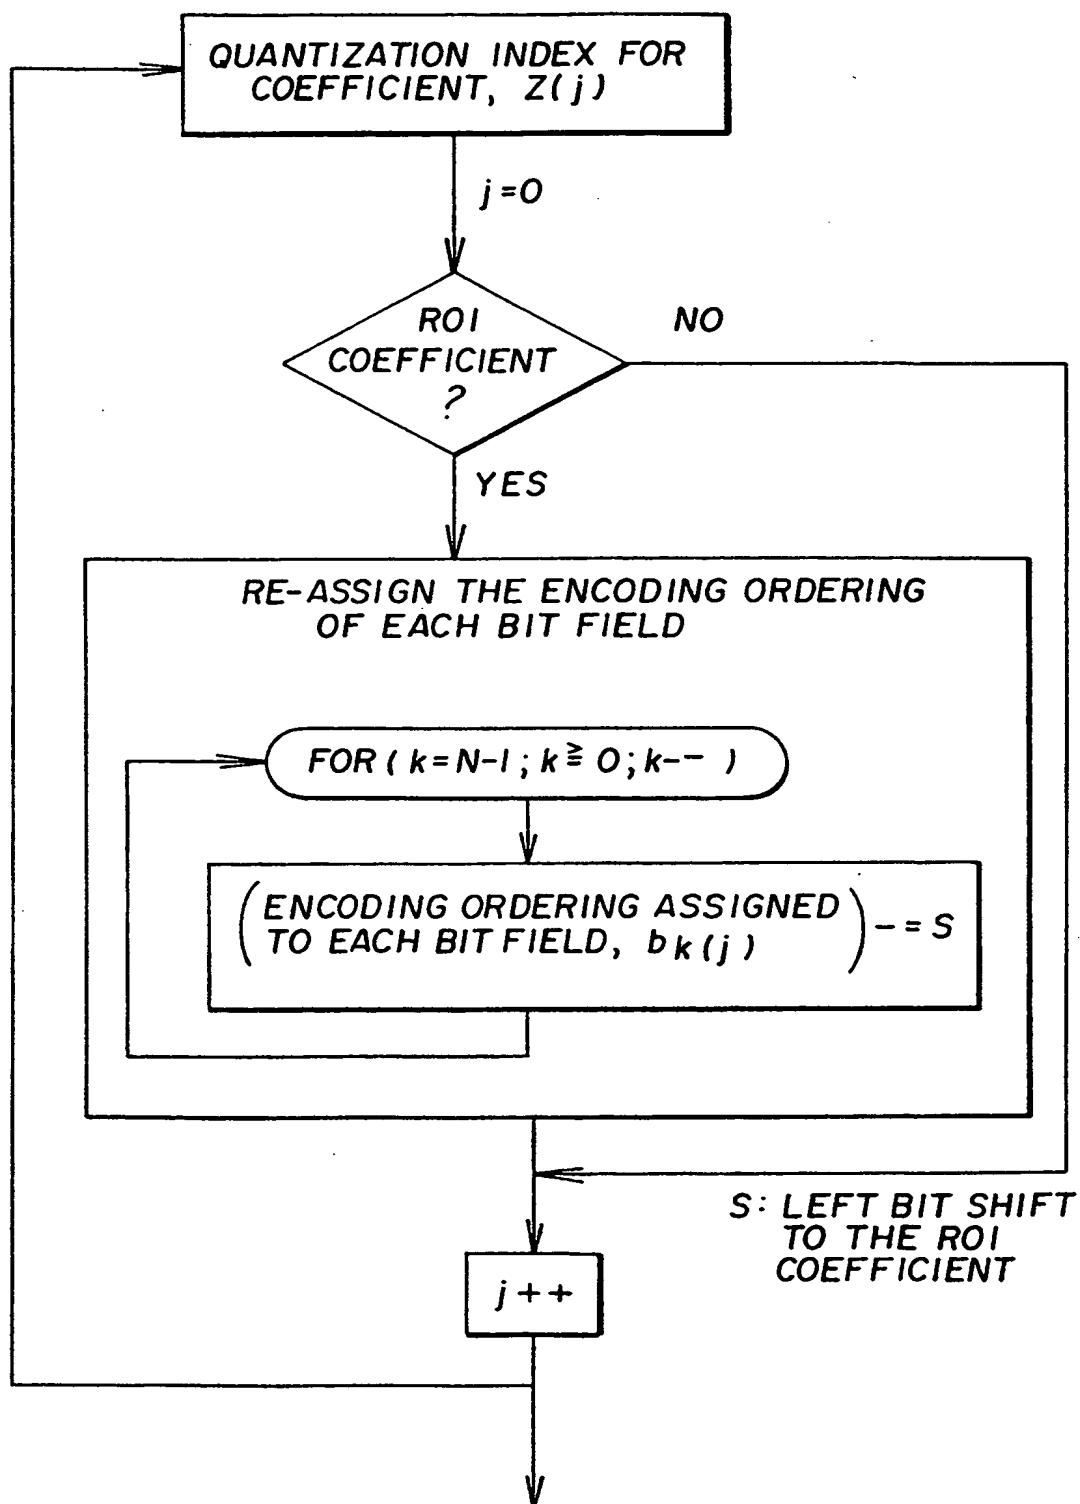 QUANTIZATION INDEX FOR
COEFFICIENT, Z(j)
j=0
ROI
COEFFICIENT
?
NO
YES
RE-ASSIGN THE ENCODING ORDERING
OF EACH BIT FIELD
FOR ( k=N-1 ; k≧0 ; k-- )
(ENCODING ORDERING ASSIGNED
TO EACH BIT FIELD, bk(j)) -= S
S: LEFT BIT SHIFT
TO THE ROI
COEFFICIENT
j++